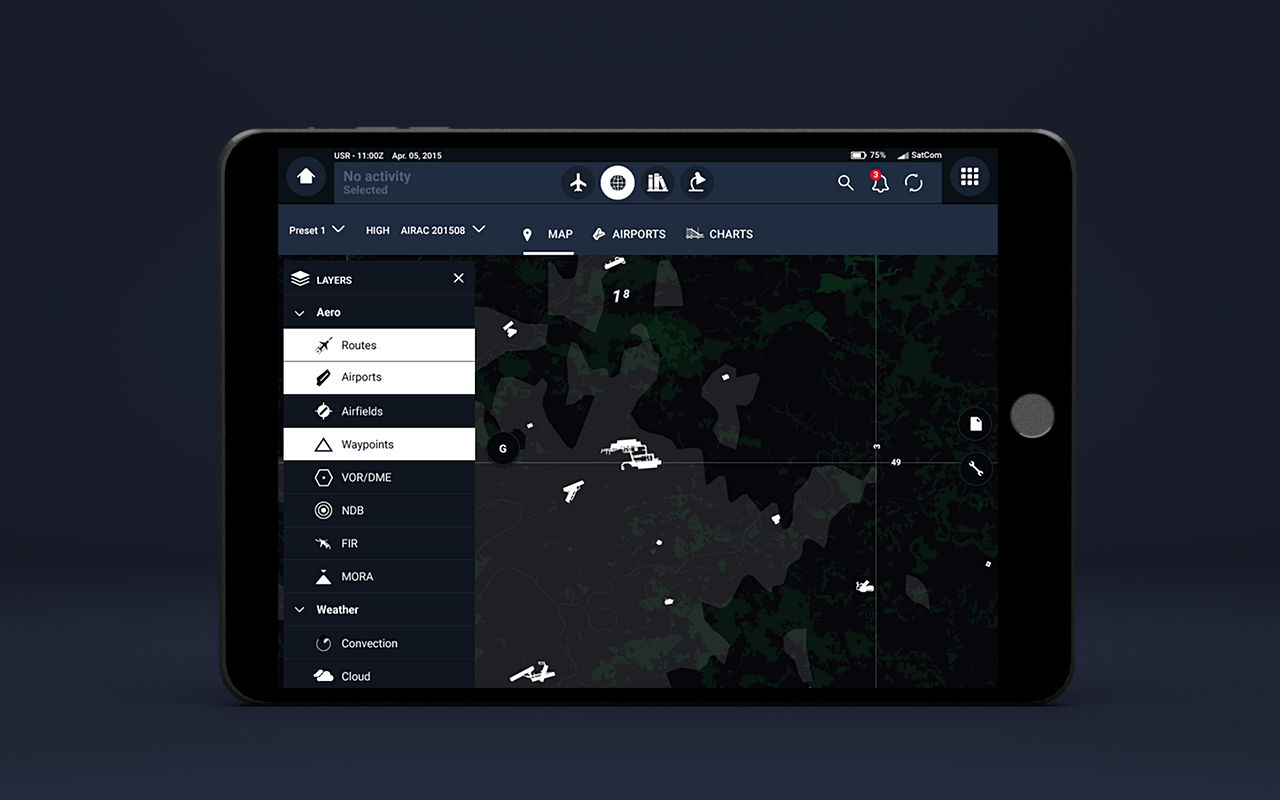 USR - 11:00Z Apr. 05, 2015
75% SatCom
No activity
Selected
3
Preset 1 HIGH AIRAC 201508
MAP AIRPORTS CHARTS
LAYERS
Aero
Routes
Airports
Airfields
Waypoints
VOR/DME
NDB
FIR
MORA
Weather
Convection
Cloud
1 8
G
3
49